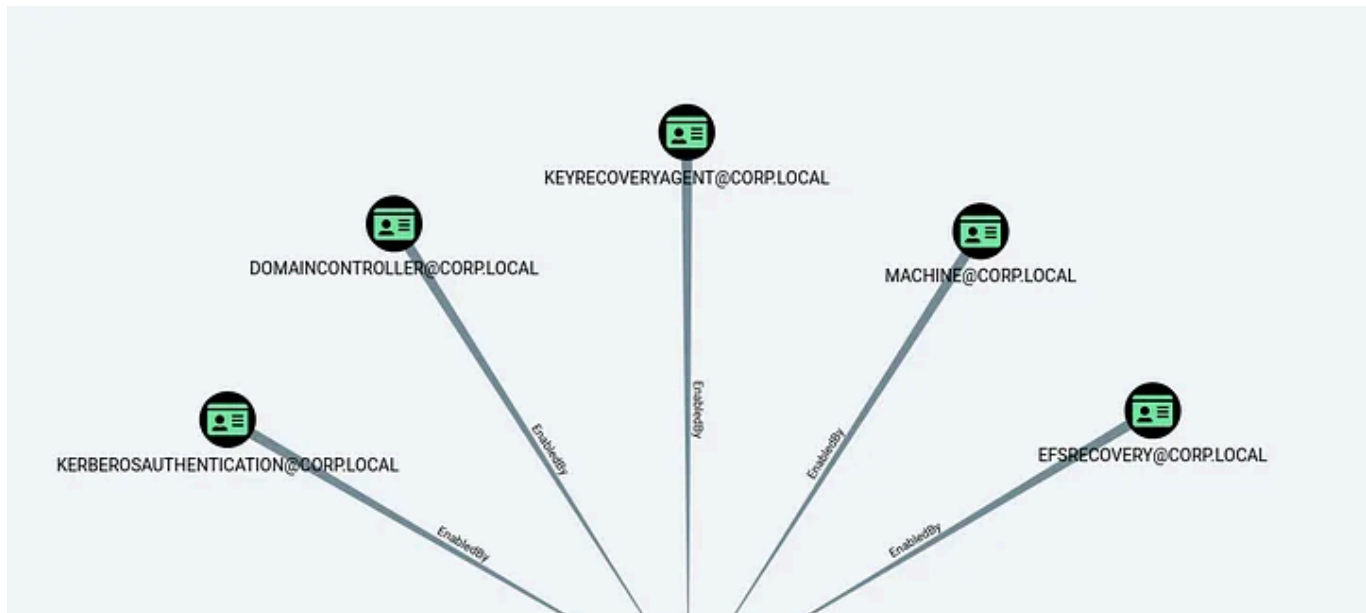 KEYRECOVERYAGENT@CORP.LOCAL
DOMAINCONTROLLER@CORP.LOCAL
MACHINE@CORP.LOCAL
KERBEROSAUTHENTICATION@CORP.LOCAL
EFSRECOVERY@CORP.LOCAL
EnabledBy
EnabledBy
EnabledBy
EnabledBy
EnabledBy